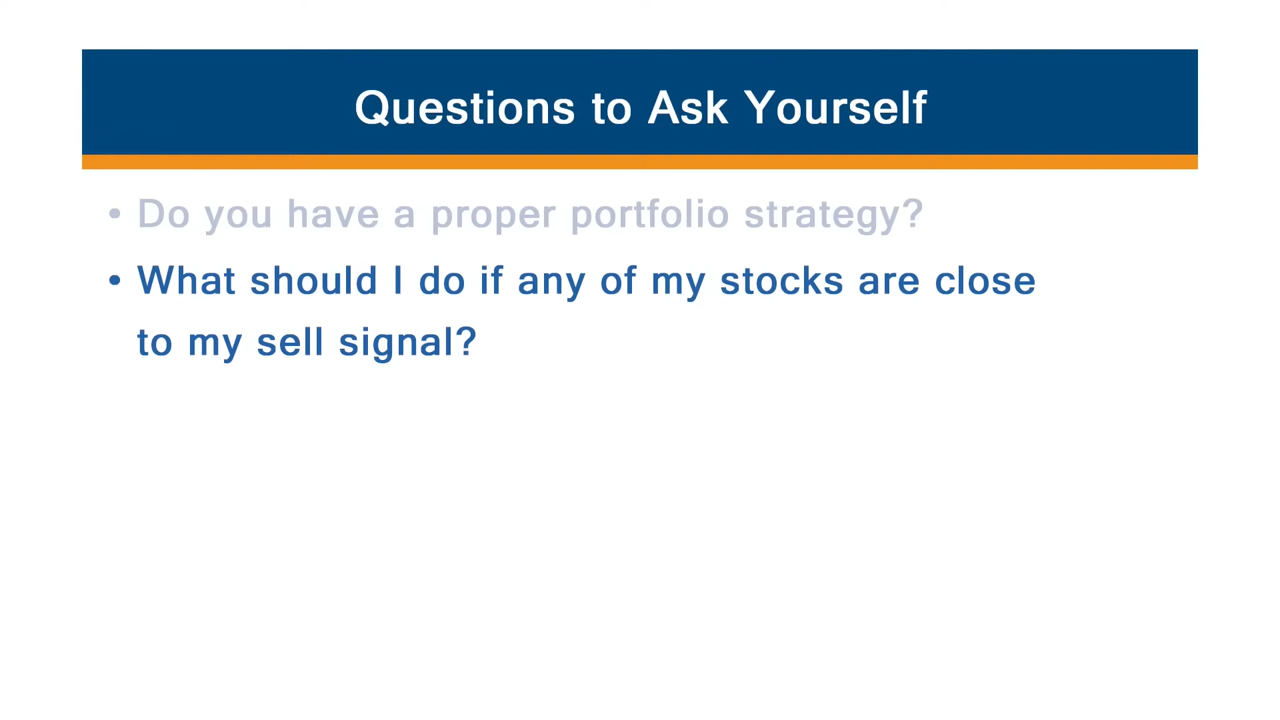 Questions to Ask Yourself
• Do you have a proper portfolio strategy?
• What should I do if any of my stocks are close
to my sell signal?